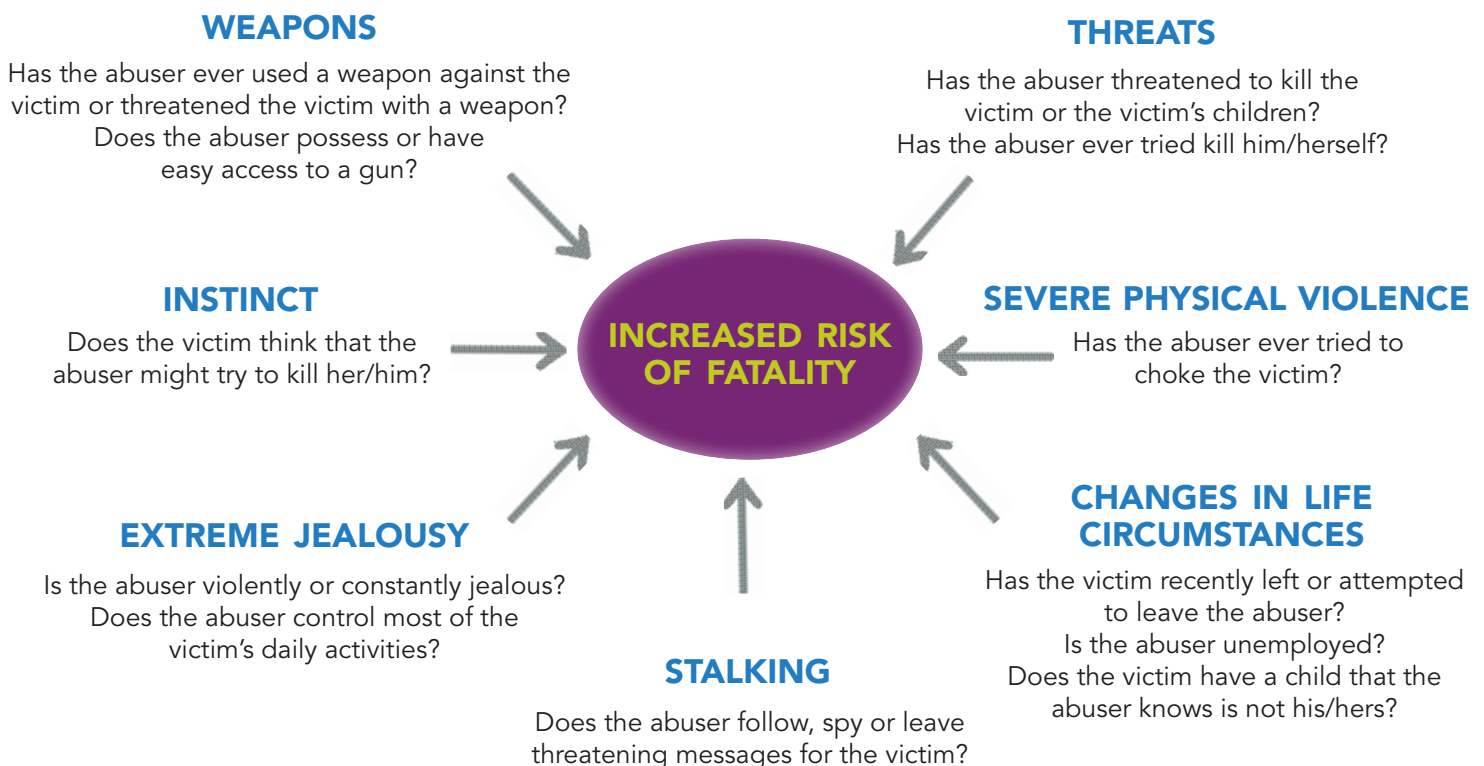 WEAPONS
Has the abuser ever used a weapon against the
victim or threatened the victim with a weapon?
Does the abuser possess or have
easy access to a gun?
THREATS
Has the abuser threatened to kill the
victim or the victim’s children?
Has the abuser ever tried kill him/herself?
INSTINCT
Does the victim think that the
abuser might try to kill her/him?
INCREASED RISK
OF FATALITY
SEVERE PHYSICAL VIOLENCE
Has the abuser ever tried to
choke the victim?
EXTREME JEALOUSY
Is the abuser violently or constantly jealous?
Does the abuser control most of the
victim’s daily activities?
STALKING
Does the abuser follow, spy or leave
threatening messages for the victim?
CHANGES IN LIFE
CIRCUMSTANCES
Has the victim recently left or attempted
to leave the abuser?
Is the abuser unemployed?
Does the victim have a child that the
abuser knows is not his/hers?